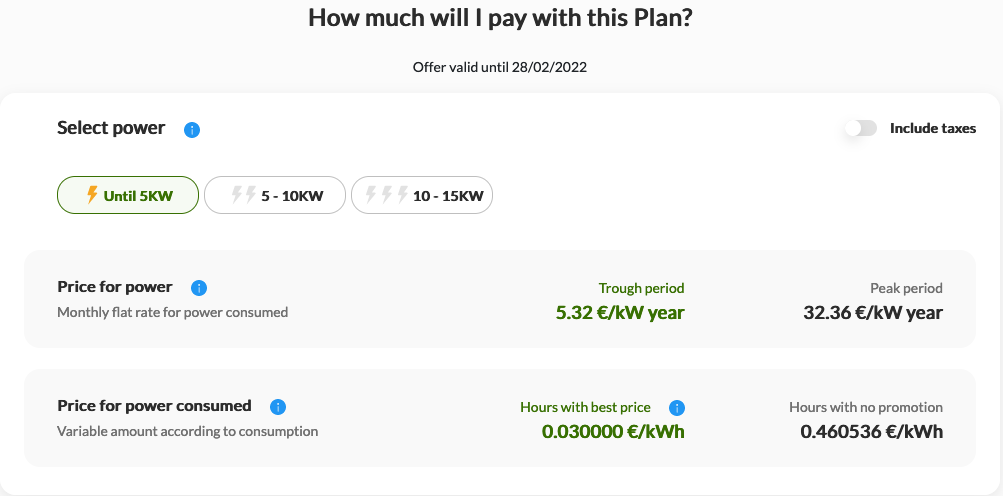 How much will I pay with this Plan?
Offer valid until 28/02/2022
Select power
Include taxes
Until 5KW
5 - 10KW
10 - 15KW
Price for power
Trough period
Peak period
Monthly flat rate for power consumed
5.32 €/kW year
32.36 €/kW year
Price for power consumed
Hours with best price
Hours with no promotion
Variable amount according to consumption
0.030000 €/kWh
0.460536 €/kWh